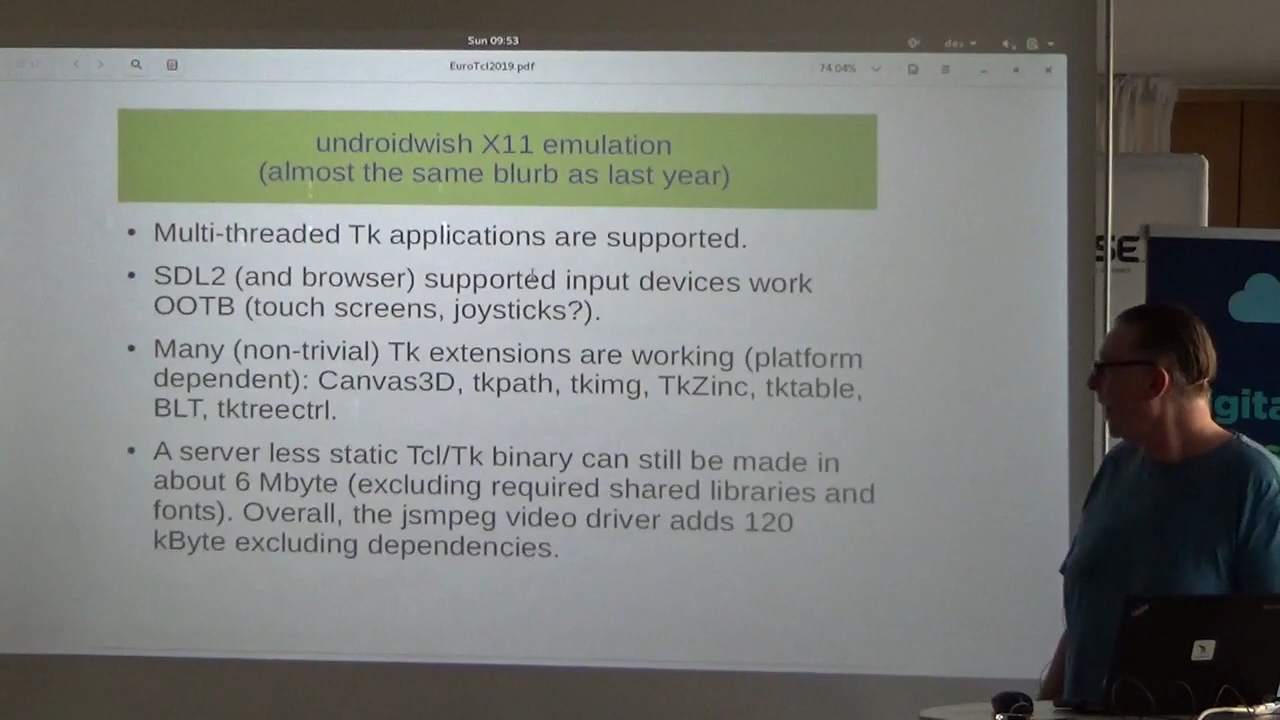 Sun 09:53
EuroTcl2019.pdf
74.04%
undroidwish X11 emulation
(almost the same blurb as last year)
• Multi-threaded Tk applications are supported.
• SDL2 (and browser) supported input devices work
OOTB (touch screens, joysticks?).
• Many (non-trivial) Tk extensions are working (platform
dependent): Canvas3D, tkpath, tkimg, TkZinc, tktable,
BLT, tktreectrl.
• A server less static Tcl/Tk binary can still be made in
about 6 Mbyte (excluding required shared libraries and
fonts). Overall, the jsmpeg video driver adds 120
kByte excluding dependencies.
SE